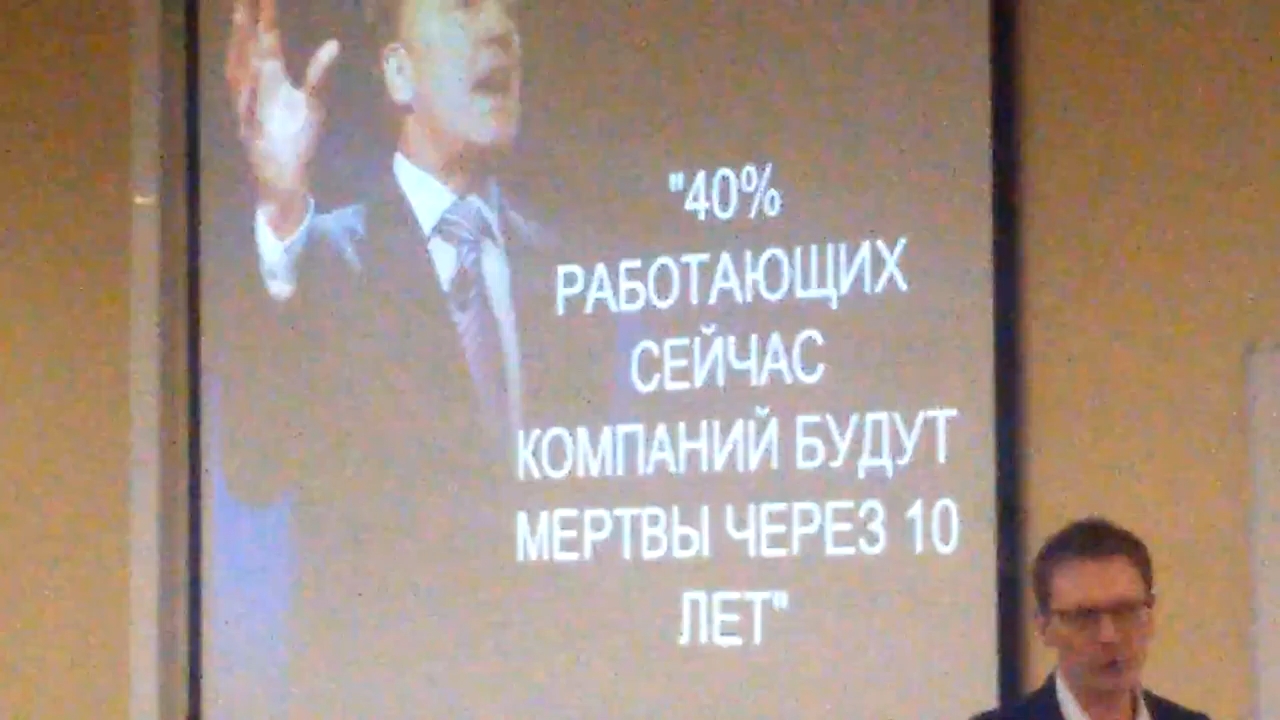 "40%
РАБОТАЮЩИХ
СЕЙЧАС
КОМПАНИЙ БУДУТ
МЕРТВЫ ЧЕРЕЗ 10
ЛЕТ"